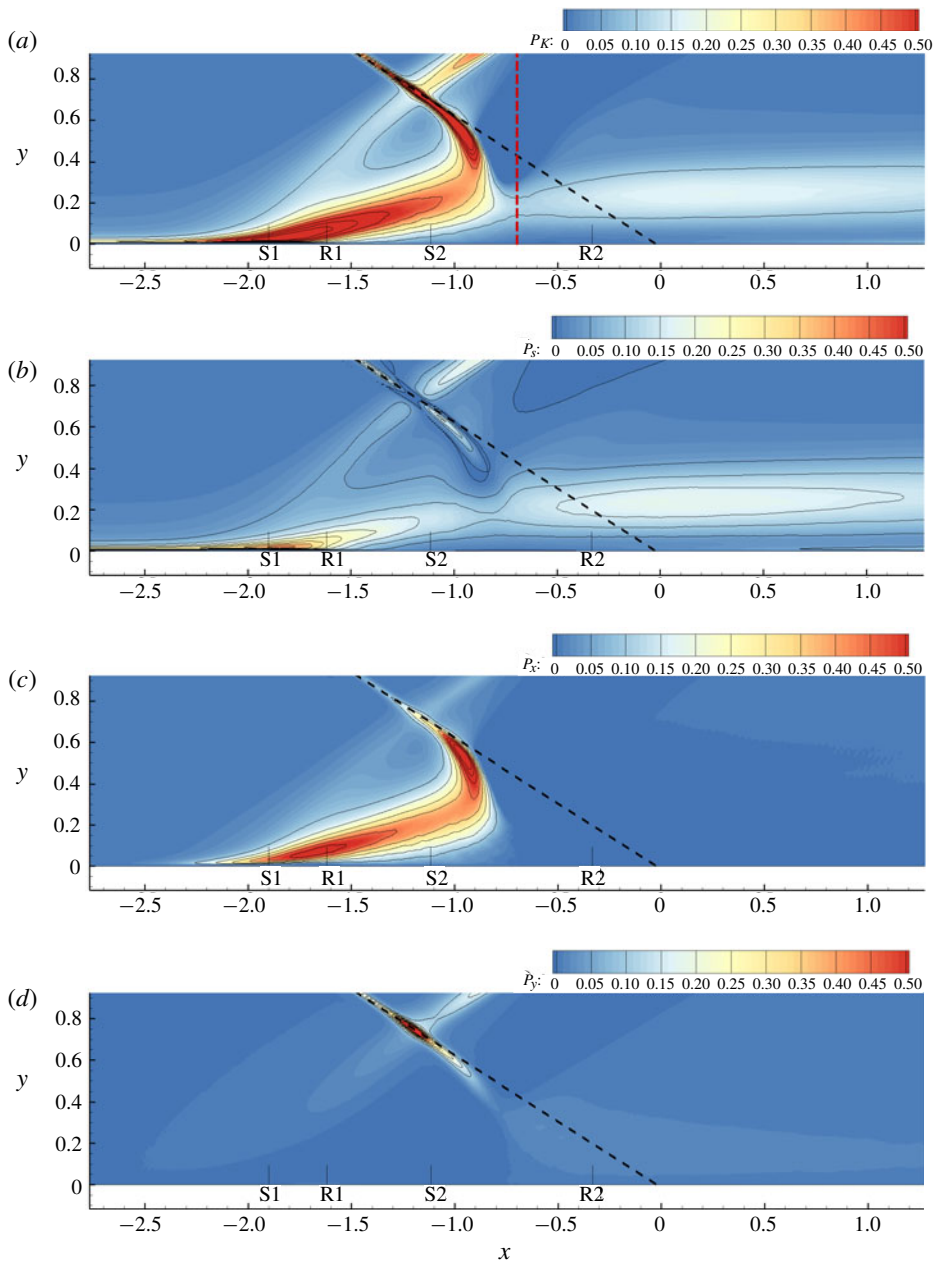 (a)
P_K: 0 0.05 0.10 0.15 0.20 0.25 0.30 0.35 0.40 0.45 0.50
0.8
0.6
y
0.4
0.2
0
S1 R1 S2 R2
−2.5 −2.0 −1.5 −1.0 −0.5 0 0.5 1.0
(b)
P_s: 0 0.05 0.10 0.15 0.20 0.25 0.30 0.35 0.40 0.45 0.50
0.8
0.6
y
0.4
0.2
0
S1 R1 S2 R2
−2.5 −2.0 −1.5 −1.0 −0.5 0 0.5 1.0
(c)
P_x: 0 0.05 0.10 0.15 0.20 0.25 0.30 0.35 0.40 0.45 0.50
0.8
0.6
y
0.4
0.2
0
S1 R1 S2 R2
−2.5 −2.0 −1.5 −1.0 −0.5 0 0.5 1.0
(d)
P_y: 0 0.05 0.10 0.15 0.20 0.25 0.30 0.35 0.40 0.45 0.50
0.8
0.6
y
0.4
0.2
0
S1 R1 S2 R2
−2.5 −2.0 −1.5 −1.0 −0.5 0 0.5 1.0
x